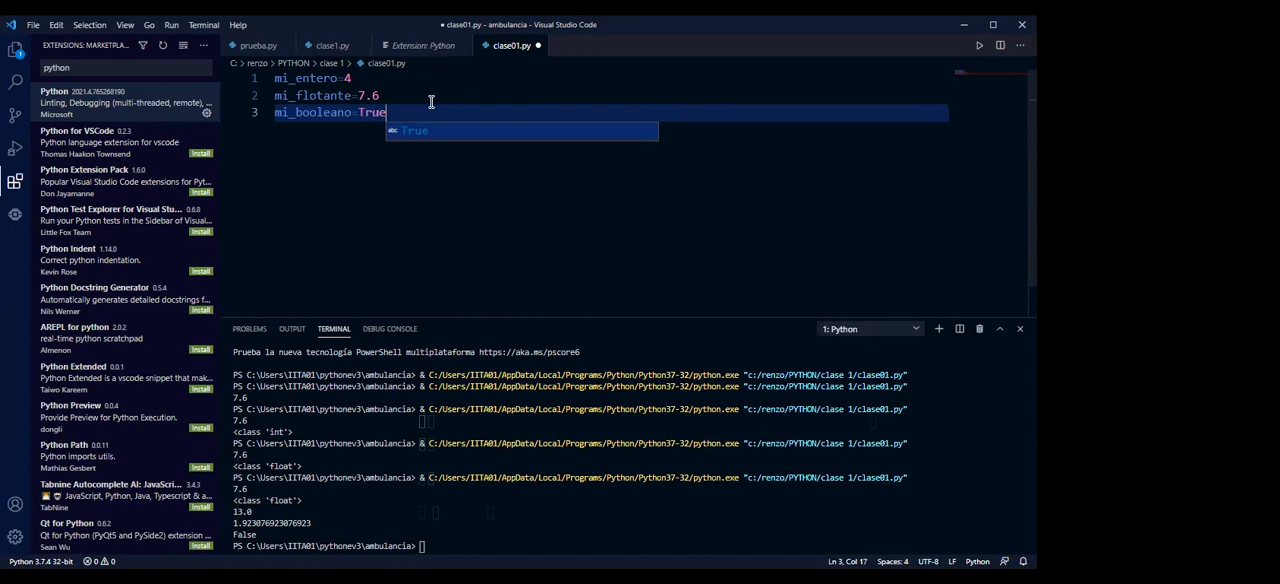 File Edit Selection View Go Run Terminal Help
● clase01.py - ambulancia - Visual Studio Code
EXTENSIONS: MARKETPLA...
python
Python 2021.4.765268190
Linting, Debugging (multi-threaded, remote), ...
Microsoft
Python for VSCode 0.2.3
Python language extension for vscode
Thomas Haakon Townsend Install
Python Extension Pack 1.6.0
Popular Visual Studio Code extensions for Pyt...
Don Jayamanne Install
Python Test Explorer for Visual Stu... 0.6.8
Run your Python tests in the Sidebar of Visual...
Little Fox Team Install
Python Indent 1.14.0
Correct python indentation.
Kevin Rose Install
Python Docstring Generator 0.5.4
Automatically generates detailed docstrings f...
Nils Werner Install
AREPL for python 2.0.2
real-time python scratchpad
Almenon Install
Python Extended 0.0.1
Python Extended is a vscode snippet that mak...
Taiwo Kareem Install
Python Preview 0.0.4
Provide Preview for Python Execution.
dongli Install
Python Path 0.0.11
Python imports utils.
Mathias Gesbert Install
Tabnine Autocomplete AI: JavaScri... 3.4.3
JavaScript, Python, Java, Typescript & a...
TabNine Install
Qt for Python 0.6.2
Qt for Python (PyQt5 and PySide2) extension ...
Sean Wu Install
prueba.py clase1.py Extension: Python clase01.py ●
C: > renzo > PYTHON > clase 1 > clase01.py
1 mi_entero=4
2 mi_flotante=7.6
3 mi_booleano=True
abc True
PROBLEMS OUTPUT TERMINAL DEBUG CONSOLE 1: Python
Prueba la nueva tecnología PowerShell multiplataforma https://aka.ms/pscore6
PS C:\Users\IITA01\pythonev3\ambulancia> & C:/Users/IITA01/AppData/Local/Programs/Python/Python37-32/python.exe "c:/renzo/PYTHON/clase 1/clase01.py"
PS C:\Users\IITA01\pythonev3\ambulancia> & C:/Users/IITA01/AppData/Local/Programs/Python/Python37-32/python.exe "c:/renzo/PYTHON/clase 1/clase01.py"
7.6
PS C:\Users\IITA01\pythonev3\ambulancia> & C:/Users/IITA01/AppData/Local/Programs/Python/Python37-32/python.exe "c:/renzo/PYTHON/clase 1/clase01.py"
7.6
<class 'int'>
PS C:\Users\IITA01\pythonev3\ambulancia> & C:/Users/IITA01/AppData/Local/Programs/Python/Python37-32/python.exe "c:/renzo/PYTHON/clase 1/clase01.py"
7.6
<class 'float'>
PS C:\Users\IITA01\pythonev3\ambulancia> & C:/Users/IITA01/AppData/Local/Programs/Python/Python37-32/python.exe "c:/renzo/PYTHON/clase 1/clase01.py"
7.6
<class 'float'>
13.0
1.923076923076923
False
PS C:\Users\IITA01\pythonev3\ambulancia>
Python 3.7.4 32-bit 0 0 Ln 3, Col 17 Spaces: 4 UTF-8 LF Python